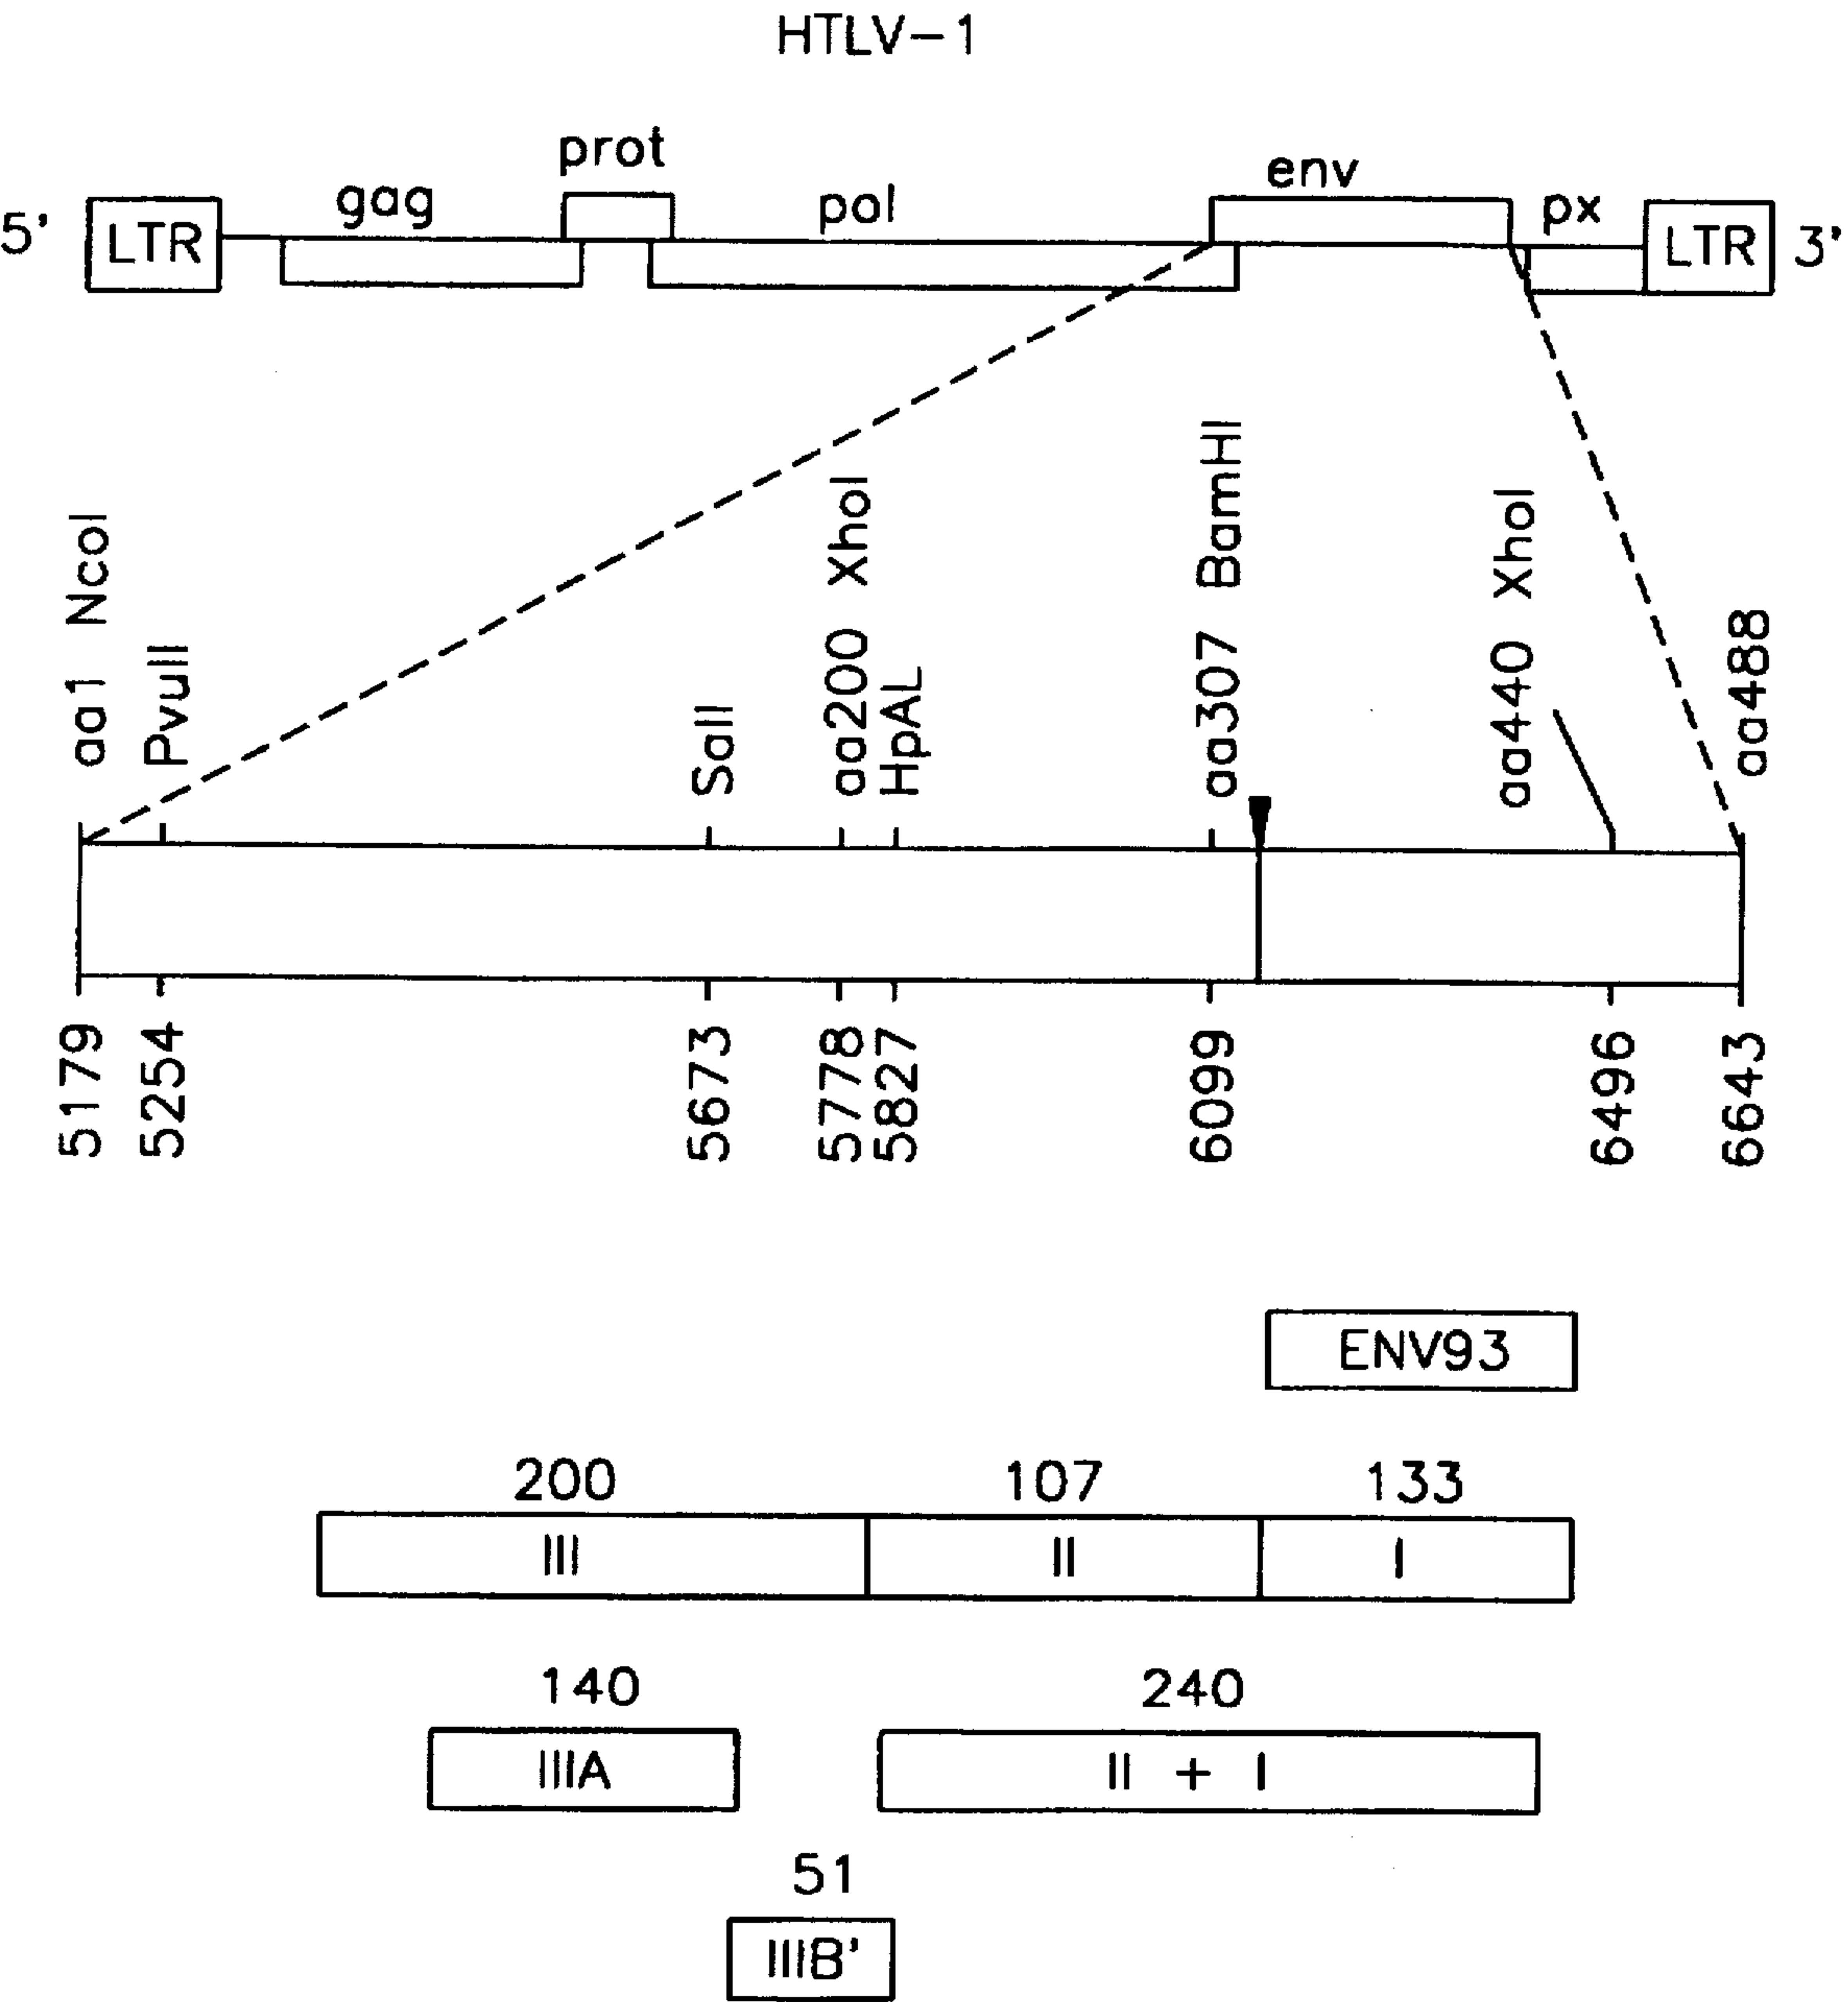 HTLV-1
prot
env
gag
pol
px
5'
LTR
LTR
3'
aa1 NcoI
PvuII
SalI
aa200 XhoI
HpAL
aa307 BamHI
aa440 XhoI
aa488
5179
5254
5673
5778
5827
6099
6496
6643
ENV93
200
107
133
III
II
I
140
240
IIIA
II + I
51
IIIB'